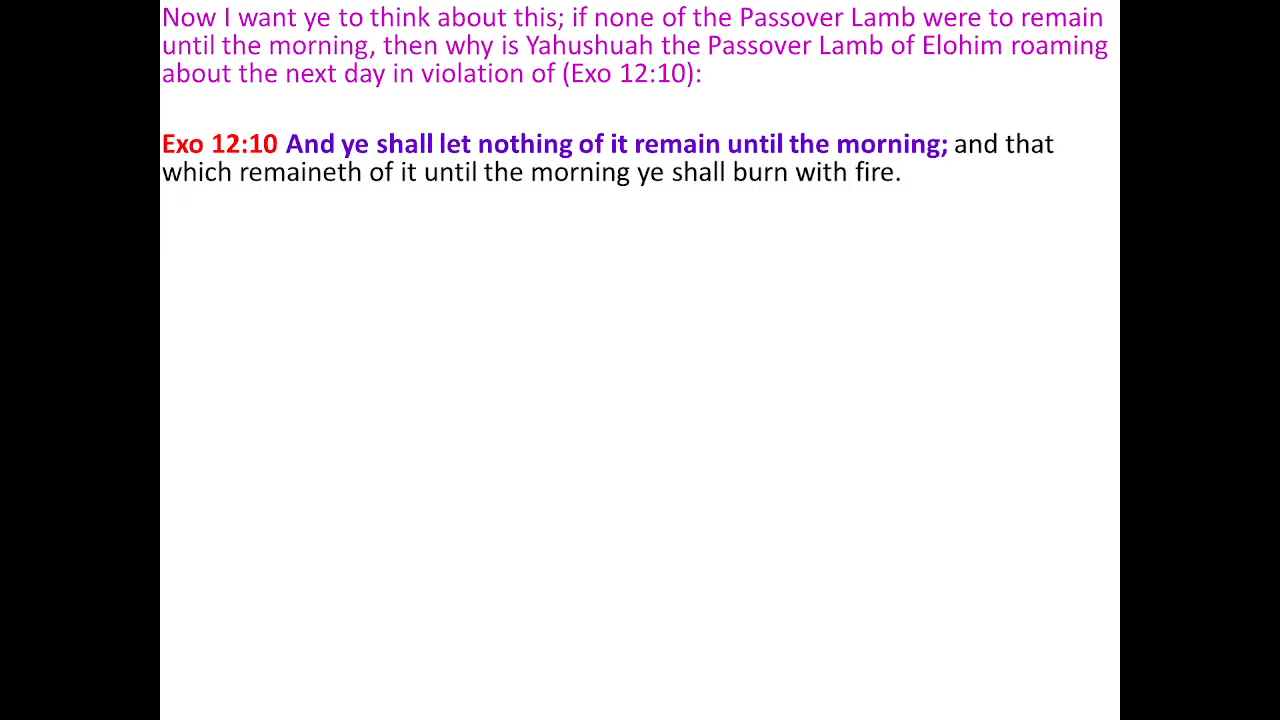 Now I want ye to think about this; if none of the Passover Lamb were to remain
until the morning, then why is Yahushuah the Passover Lamb of Elohim roaming
about the next day in violation of (Exo 12:10):
Exo 12:10 And ye shall let nothing of it remain until the morning; and that
which remaineth of it until the morning ye shall burn with fire.